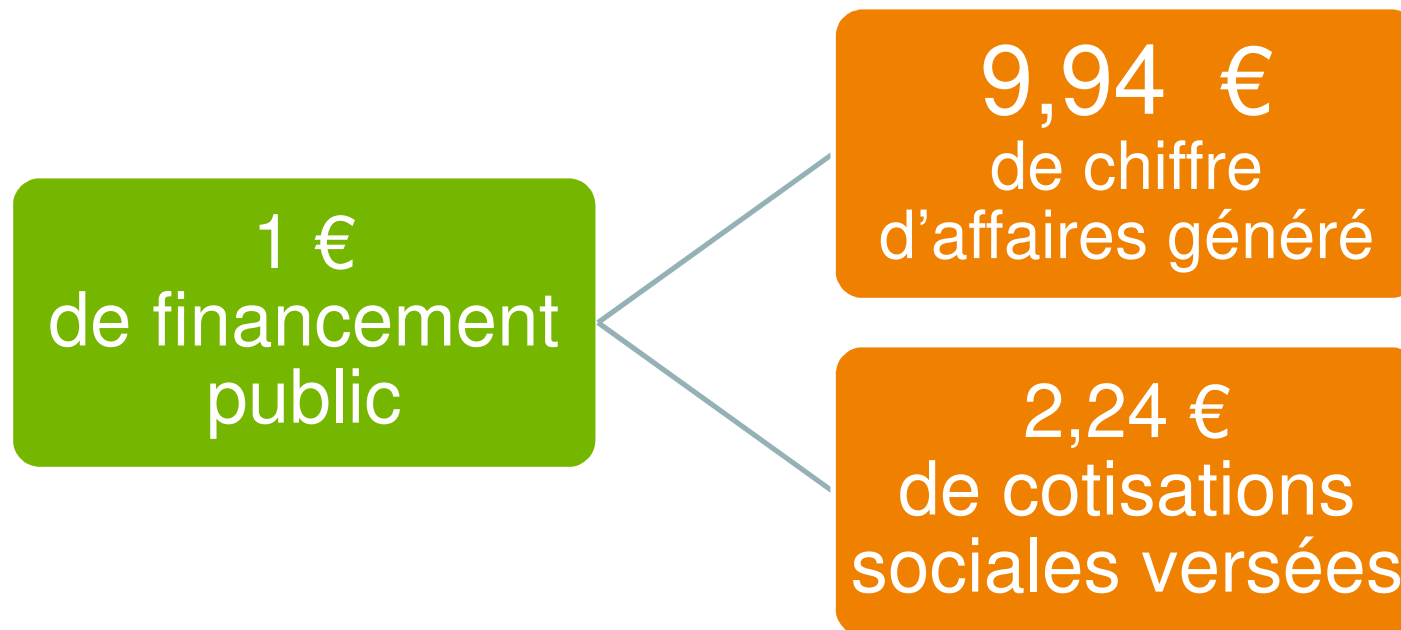 1 €
de financement
public
9,94 €
de chiffre
d'affaires généré
2,24 €
de cotisations
sociales versées